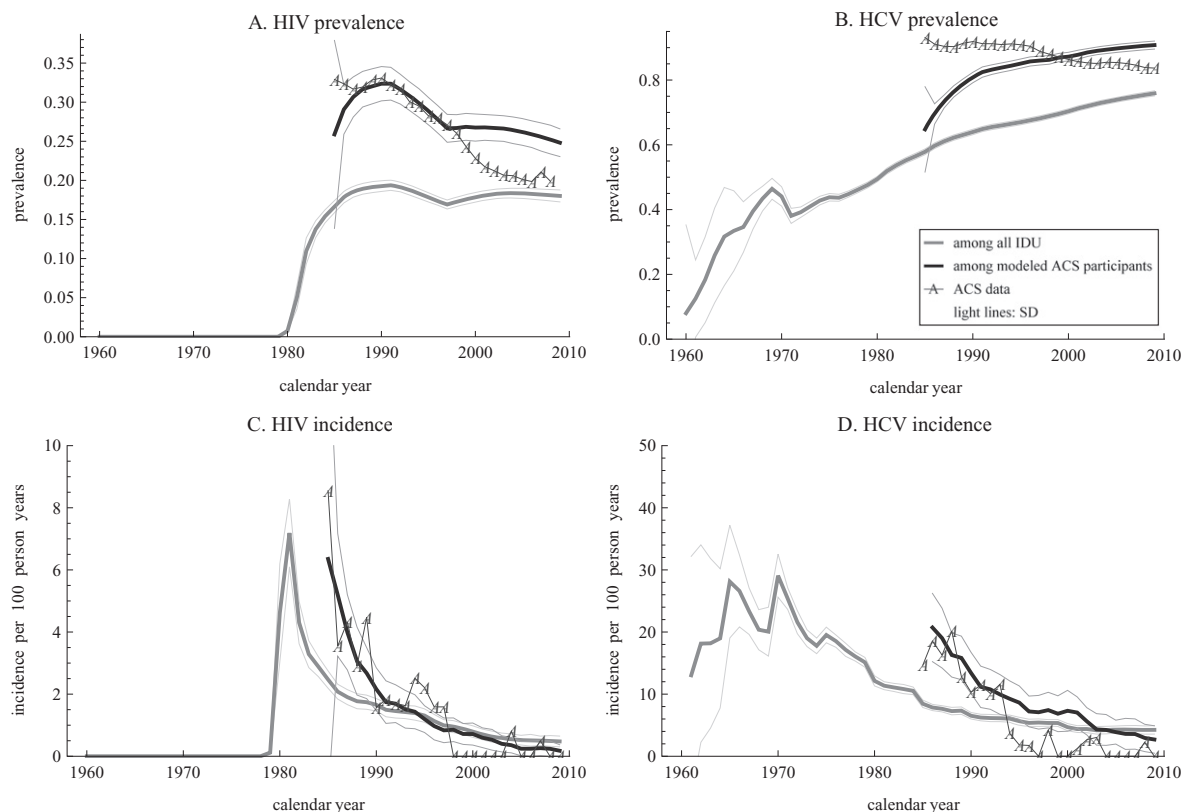 A. HIV prevalence
prevalence
0.35
0.30
0.25
0.20
0.15
0.10
0.05
0.00
1960 1970 1980 1990 2000 2010
calendar year
B. HCV prevalence
prevalence
0.8
0.6
0.4
0.2
0.0
1960 1970 1980 1990 2000 2010
calendar year
among all IDU
among modeled ACS participants
A ACS data
light lines: SD
C. HIV incidence
incidence per 100 person years
10
8
6
4
2
0
1960 1970 1980 1990 2000 2010
calendar year
D. HCV incidence
incidence per 100 person years
50
40
30
20
10
0
1960 1970 1980 1990 2000 2010
calendar year